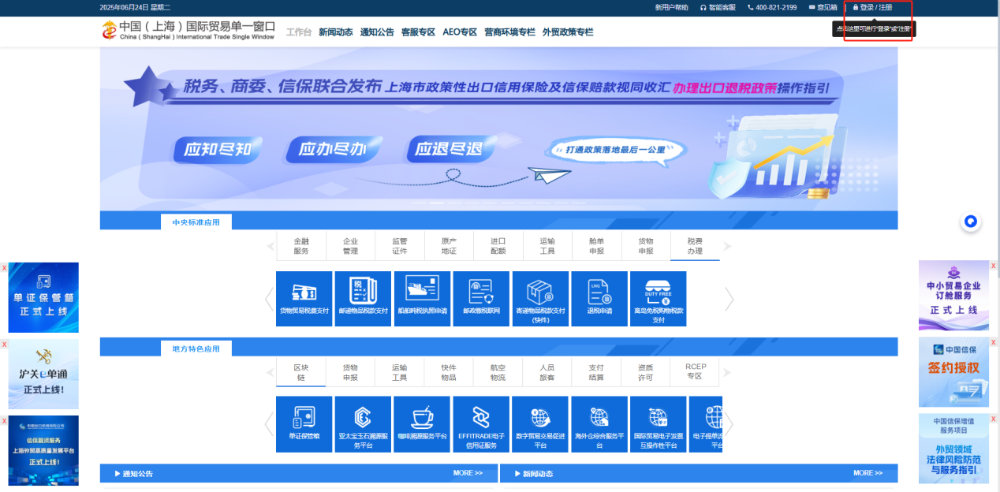 2025年06月24日 星期二
新用户帮助 智能客服 400-821-2199 意见箱 | 登录 / 注册
中国（上海）国际贸易单一窗口
China ( ShangHai ) International Trade Single Window
工作台 新闻动态 通知公告 客服专区 AEO专区 营商环境专栏 外贸政策专栏
点击这里可进行"登录"或"注册"
税务、商委、信保联合发布上海市政策性出口信用保险及信保赔款视同收汇办理出口退税政策操作指引
应知尽知 应办尽办 应退尽退 打通政策落地最后一公里
中央标准应用
金融服务 企业管理 监管证件 原产地证 进口配额 运输工具 舱单申报 货物申报 税费办理
货物贸易税费支付
邮递物品税款支付
船舶吨税执照申请
邮政缴税联网
寄递物品税款支付(快件)
LNG
退税申请
DUTY FREE
离岛免税购物税款支付
地方特色应用
区块链 货物申报 运输工具 快件物品 航空物流 人员旅客 支付结算 资质许可 RCEP专区
单证保管箱
亚太宝玉石溯源服务平台
咖啡溯源服务平台
EFFITRADE电子信用证服务
数字贸易交易促进平台
海外仓综合服务平台
国际贸易电子发票互操作性平台
通知公告 MORE >>
新闻动态 MORE >>
X
单证保管箱
正式上线
X
沪关e单通
正式上线!
X
信保融资服务
上海外贸高质量发展平台
正式上线!
X
中小贸易企业
订舱服务
正式上线
X
中国信保
签约授权
X
中国信保增值
服务项目
外贸领域
法律风险防范
与服务指引